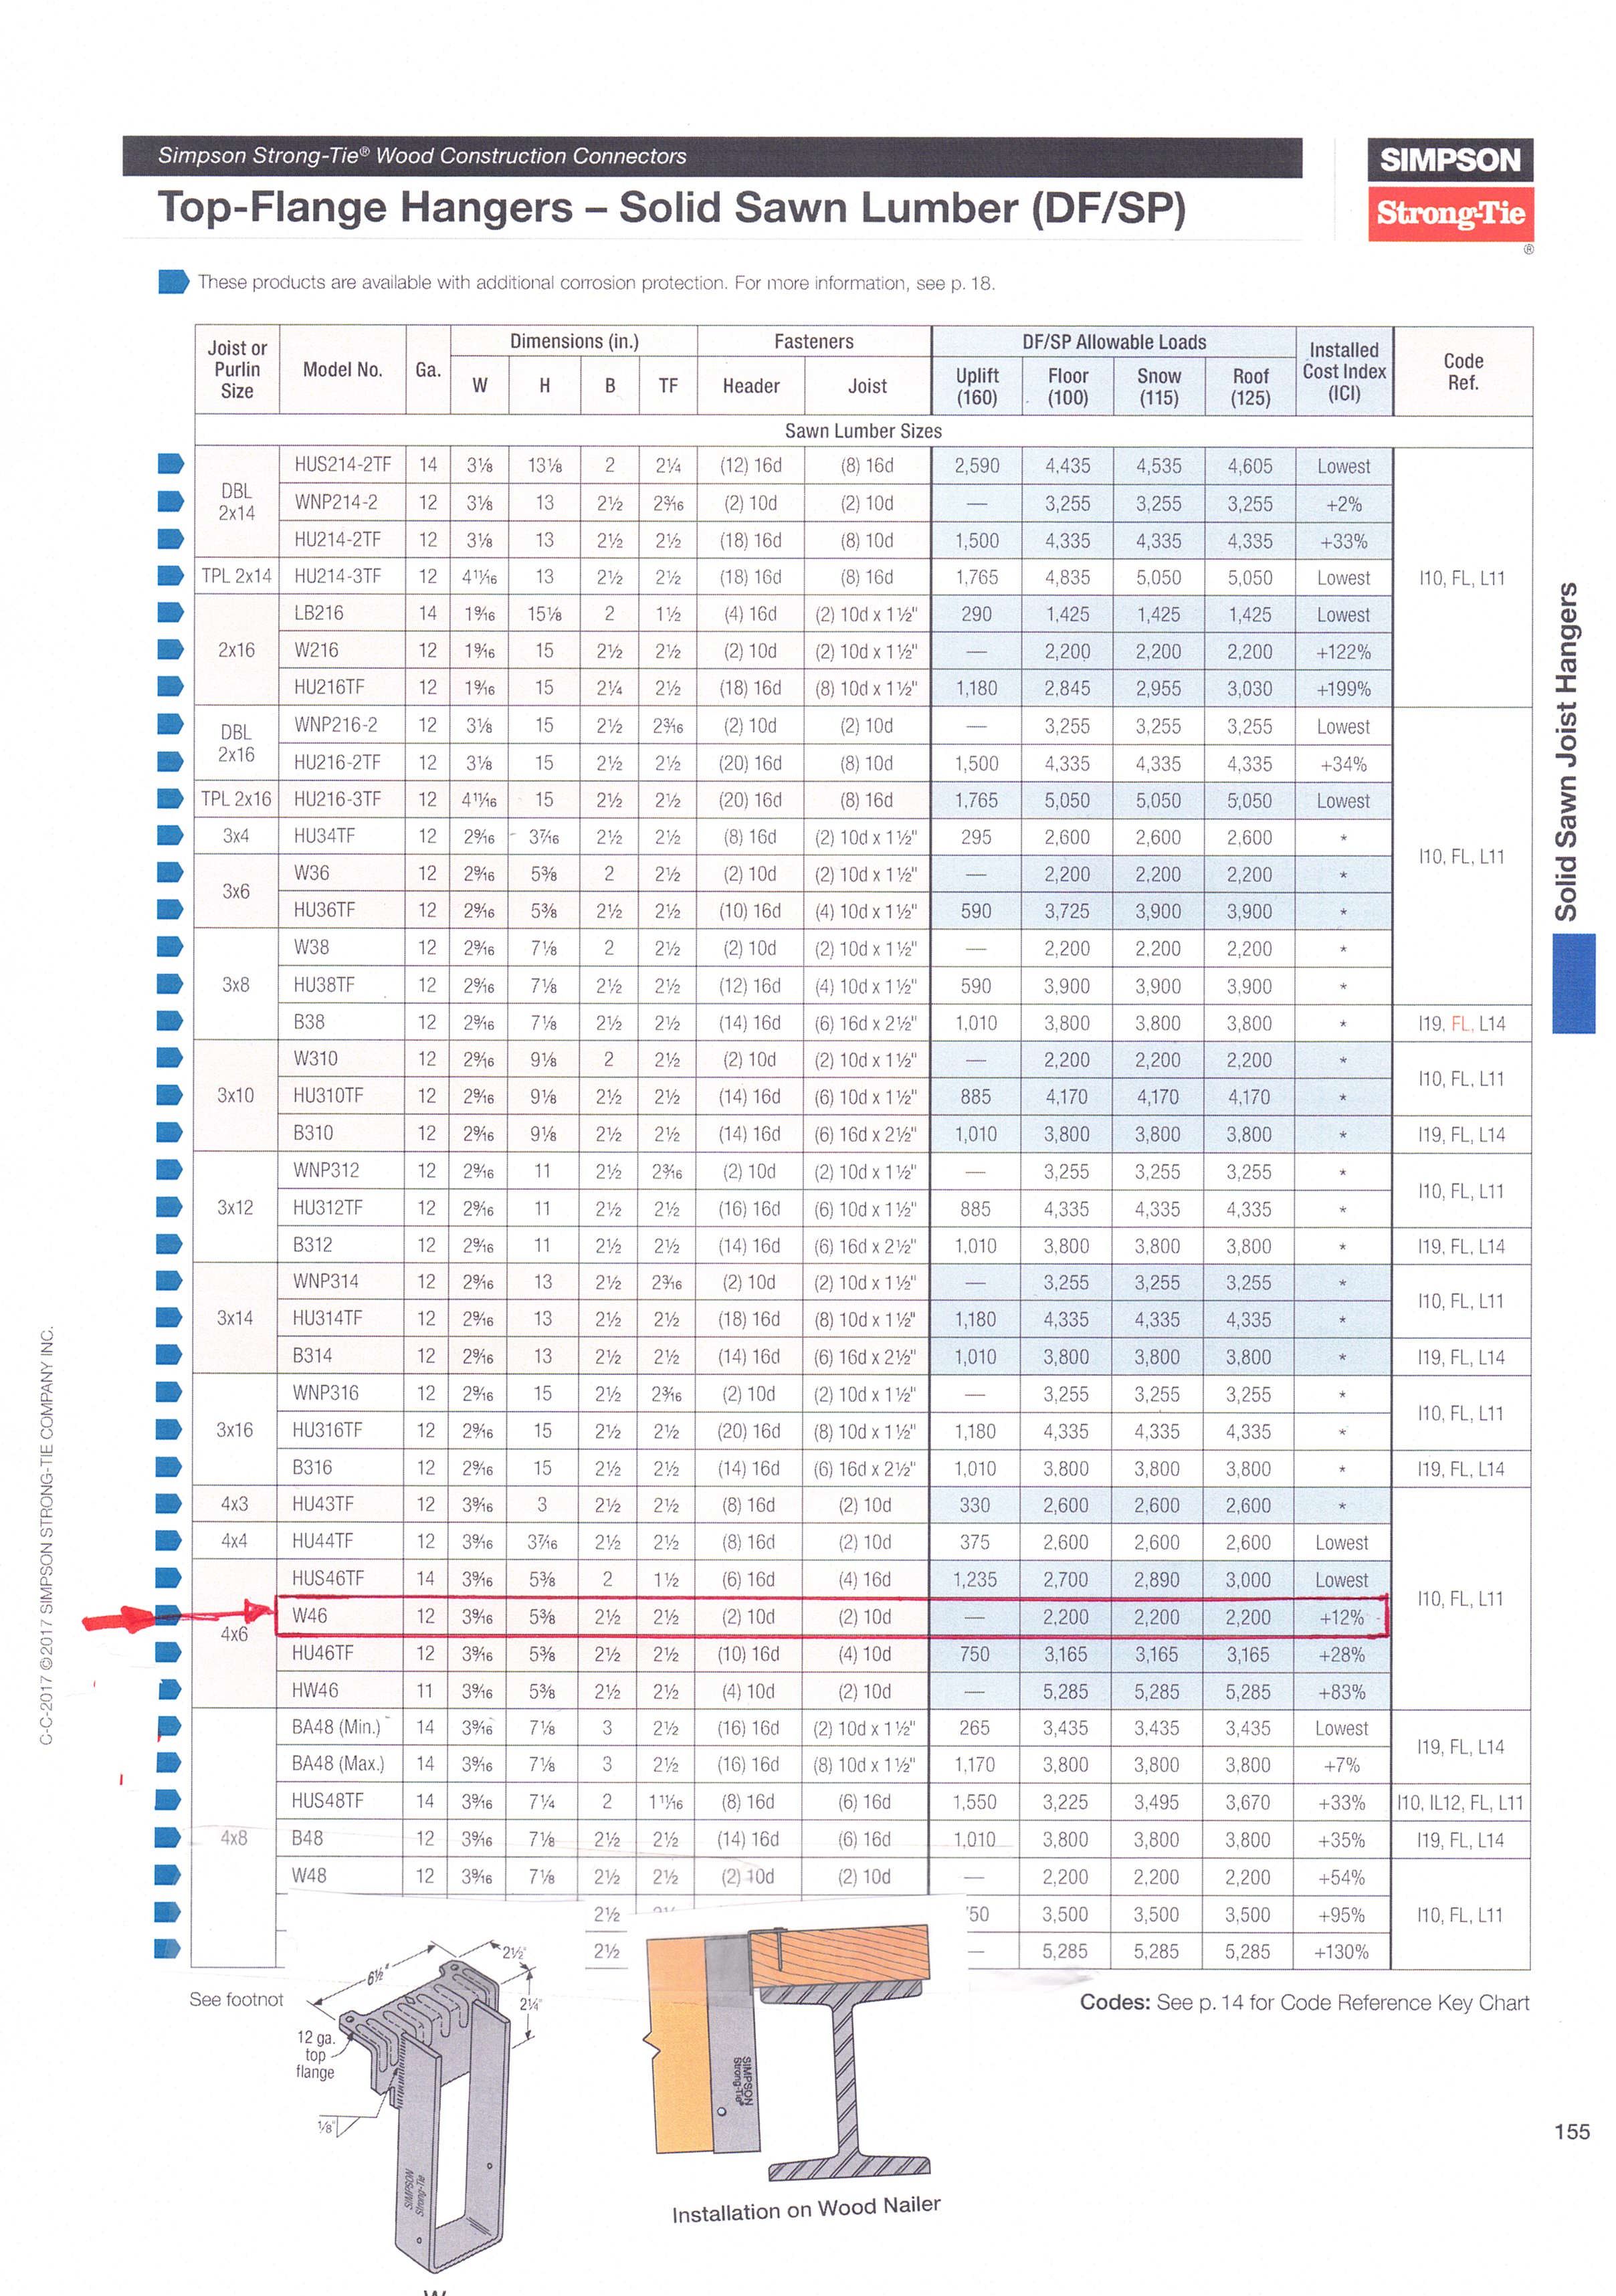 Simpson Strong-Tie® Wood Construction Connectors
SIMPSON
Strong-Tie
®
Top-Flange Hangers – Solid Sawn Lumber (DF/SP)
These products are available with additional corrosion protection. For more information, see p. 18.
Joist or Purlin Size Model No. Ga. Dimensions (in.) Fasteners DF/SP Allowable Loads Installed Cost Index (ICI) Code Ref.
W H B TF Header Joist Uplift (160) Floor (100) Snow (115) Roof (125)
Sawn Lumber Sizes
DBL 2x14 HUS214-2TF 14 3⅛ 13⅛ 2 2¼ (12) 16d (8) 16d 2,590 4,435 4,535 4,605 Lowest I10, FL, L11
WNP214-2 12 3⅛ 13 2½ 2³⁄₁₆ (2) 10d (2) 10d — 3,255 3,255 3,255 +2%
HU214-2TF 12 3⅛ 13 2½ 2½ (18) 16d (8) 10d 1,500 4,335 4,335 4,335 +33%
TPL 2x14 HU214-3TF 12 4¹¹⁄₁₆ 13 2½ 2½ (18) 16d (8) 16d 1,765 4,835 5,050 5,050 Lowest
2x16 LB216 14 1⁹⁄₁₆ 15⅛ 2 1½ (4) 16d (2) 10d x 1½" 290 1,425 1,425 1,425 Lowest
W216 12 1⁹⁄₁₆ 15 2½ 2½ (2) 10d (2) 10d x 1½" — 2,200 2,200 2,200 +122%
HU216TF 12 1⁹⁄₁₆ 15 2¼ 2½ (18) 16d (8) 10d x 1½" 1,180 2,845 2,955 3,030 +199%
DBL 2x16 WNP216-2 12 3⅛ 15 2½ 2³⁄₁₆ (2) 10d (2) 10d — 3,255 3,255 3,255 Lowest I10, FL, L11
HU216-2TF 12 3⅛ 15 2½ 2½ (20) 16d (8) 10d 1,500 4,335 4,335 4,335 +34%
TPL 2x16 HU216-3TF 12 4¹¹⁄₁₆ 15 2½ 2½ (20) 16d (8) 16d 1,765 5,050 5,050 5,050 Lowest
3x4 HU34TF 12 2⁹⁄₁₆ 3⁷⁄₁₆ 2½ 2½ (8) 16d (2) 10d x 1½" 295 2,600 2,600 2,600 *
3x6 W36 12 2⁹⁄₁₆ 5⅜ 2 2½ (2) 10d (2) 10d x 1½" — 2,200 2,200 2,200 *
HU36TF 12 2⁹⁄₁₆ 5⅜ 2½ 2½ (10) 16d (4) 10d x 1½" 590 3,725 3,900 3,900 *
3x8 W38 12 2⁹⁄₁₆ 7⅛ 2 2½ (2) 10d (2) 10d x 1½" — 2,200 2,200 2,200 *
HU38TF 12 2⁹⁄₁₆ 7⅛ 2½ 2½ (12) 16d (4) 10d x 1½" 590 3,900 3,900 3,900 *
B38 12 2⁹⁄₁₆ 7⅛ 2½ 2½ (14) 16d (6) 16d x 2½" 1,010 3,800 3,800 3,800 * I19, FL, L14
3x10 W310 12 2⁹⁄₁₆ 9⅛ 2 2½ (2) 10d (2) 10d x 1½" — 2,200 2,200 2,200 * I10, FL, L11
HU310TF 12 2⁹⁄₁₆ 9⅛ 2½ 2½ (14) 16d (6) 10d x 1½" 885 4,170 4,170 4,170 *
B310 12 2⁹⁄₁₆ 9⅛ 2½ 2½ (14) 16d (6) 16d x 2½" 1,010 3,800 3,800 3,800 * I19, FL, L14
3x12 WNP312 12 2⁹⁄₁₆ 11 2½ 2³⁄₁₆ (2) 10d (2) 10d x 1½" — 3,255 3,255 3,255 * I10, FL, L11
HU312TF 12 2⁹⁄₁₆ 11 2½ 2½ (16) 16d (6) 10d x 1½" 885 4,335 4,335 4,335 *
B312 12 2⁹⁄₁₆ 11 2½ 2½ (14) 16d (6) 16d x 2½" 1,010 3,800 3,800 3,800 * I19, FL, L14
3x14 WNP314 12 2⁹⁄₁₆ 13 2½ 2³⁄₁₆ (2) 10d (2) 10d x 1½" — 3,255 3,255 3,255 * I10, FL, L11
HU314TF 12 2⁹⁄₁₆ 13 2½ 2½ (18) 16d (8) 10d x 1½" 1,180 4,335 4,335 4,335 *
B314 12 2⁹⁄₁₆ 13 2½ 2½ (14) 16d (6) 16d x 2½" 1,010 3,800 3,800 3,800 * I19, FL, L14
3x16 WNP316 12 2⁹⁄₁₆ 15 2½ 2³⁄₁₆ (2) 10d (2) 10d x 1½" — 3,255 3,255 3,255 * I10, FL, L11
HU316TF 12 2⁹⁄₁₆ 15 2½ 2½ (20) 16d (8) 10d x 1½" 1,180 4,335 4,335 4,335 *
B316 12 2⁹⁄₁₆ 15 2½ 2½ (14) 16d (6) 16d x 2½" 1,010 3,800 3,800 3,800 * I19, FL, L14
4x3 HU43TF 12 3⁹⁄₁₆ 3 2½ 2½ (8) 16d (2) 10d 330 2,600 2,600 2,600 * I10, FL, L11
4x4 HU44TF 12 3⁹⁄₁₆ 3⁷⁄₁₆ 2½ 2½ (8) 16d (2) 10d 375 2,600 2,600 2,600 Lowest
4x6 HUS46TF 14 3⁹⁄₁₆ 5⅜ 2 1½ (6) 16d (4) 16d 1,235 2,700 2,890 3,000 Lowest
W46 12 3⁹⁄₁₆ 5⅜ 2½ 2½ (2) 10d (2) 10d — 2,200 2,200 2,200 +12%
HU46TF 12 3⁹⁄₁₆ 5⅜ 2½ 2½ (10) 16d (4) 10d 750 3,165 3,165 3,165 +28%
HW46 11 3⁹⁄₁₆ 5⅜ 2½ 2½ (4) 10d (2) 10d — 5,285 5,285 5,285 +83%
4x8 BA48 (Min.) 14 3⁹⁄₁₆ 7⅛ 3 2½ (16) 16d (2) 10d x 1½" 265 3,435 3,435 3,435 Lowest I19, FL, L14
BA48 (Max.) 14 3⁹⁄₁₆ 7⅛ 3 2½ (16) 16d (8) 10d x 1½" 1,170 3,800 3,800 3,800 +7%
HUS48TF 14 3⁹⁄₁₆ 7¼ 2 1¹¹⁄₁₆ (8) 16d (6) 16d 1,550 3,225 3,495 3,670 +33% I10, IL12, FL, L11
B48 12 3⁹⁄₁₆ 7⅛ 2½ 2½ (14) 16d (6) 16d 1,010 3,800 3,800 3,800 +35% I19, FL, L14
W48 12 3⁹⁄₁₆ 7⅛ 2½ 2½ (2) 10d (2) 10d — 2,200 2,200 2,200 +54% I10, FL, L11
2½ 50 3,500 3,500 3,500 +95%
2½ — 5,285 5,285 5,285 +130%
See footnot
Codes: See p. 14 for Code Reference Key Chart
6½"
2½"
2¼"
12 ga.
top
flange
⅛"
SIMPSON
Strong-Tie
SIMPSON
Strong-Tie®
Installation on Wood Nailer
W
Solid Sawn Joist Hangers
C-C-2017 ©2017 SIMPSON STRONG-TIE COMPANY INC.
155